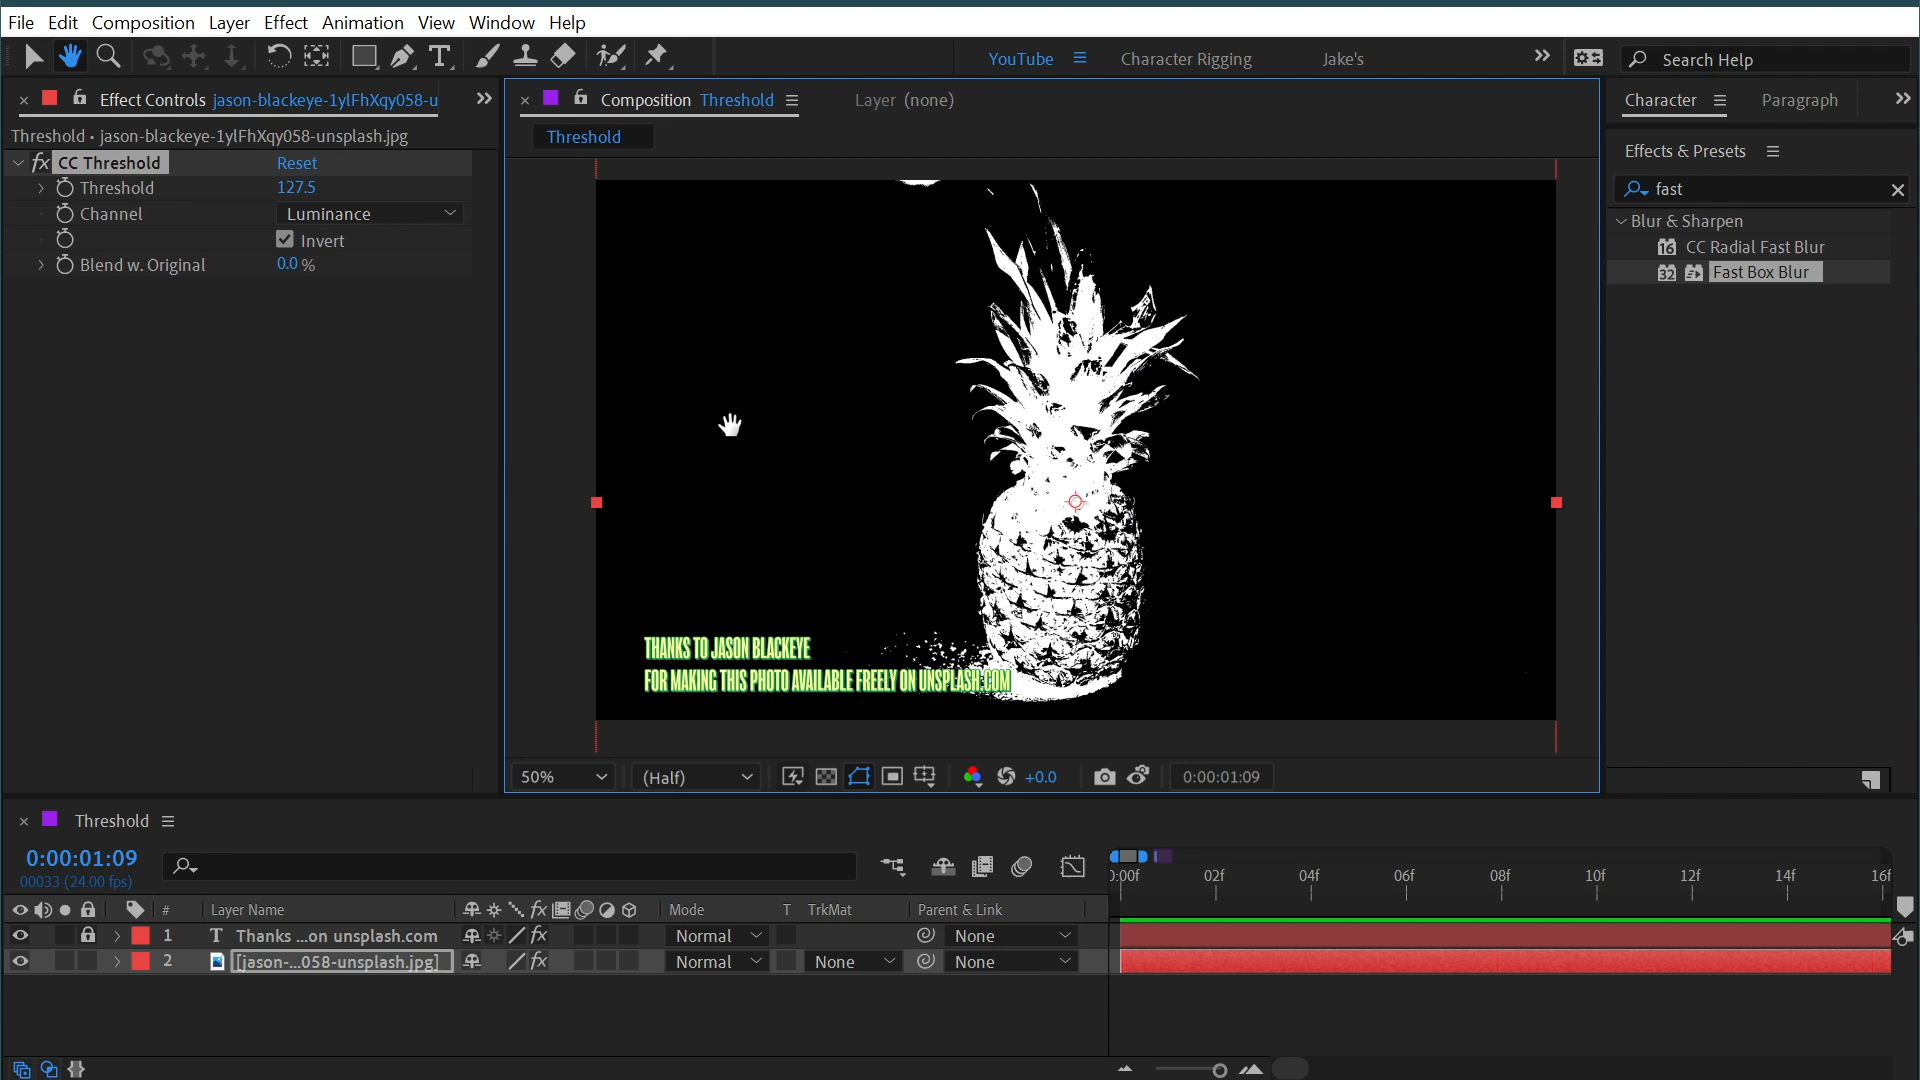 File Edit Composition Layer Effect Animation View Window Help
YouTube Character Rigging Jake's Search Help
Effect Controls jason-blackeye-1ylFhXqy058-u
Threshold • jason-blackeye-1ylFhXqy058-unsplash.jpg
fx CC Threshold Reset
Threshold 127.5
Channel Luminance
Invert
Blend w. Original 0.0 %
Composition Threshold Layer (none)
Threshold
THANKS TO JASON BLACKEYE
FOR MAKING THIS PHOTO AVAILABLE FREELY ON UNSPLASH.COM
50% (Half) +0.0 0:00:01:09
Character Paragraph
Effects & Presets
fast
Blur & Sharpen
16 CC Radial Fast Blur
32 Fast Box Blur
Threshold
0:00:01:09
00033 (24.00 fps)
:00f 02f 04f 06f 08f 10f 12f 14f 16f
# Layer Name fx Mode T TrkMat Parent & Link
1 T Thanks ...on unsplash.com fx Normal None
2 [jason-...058-unsplash.jpg] fx Normal None None